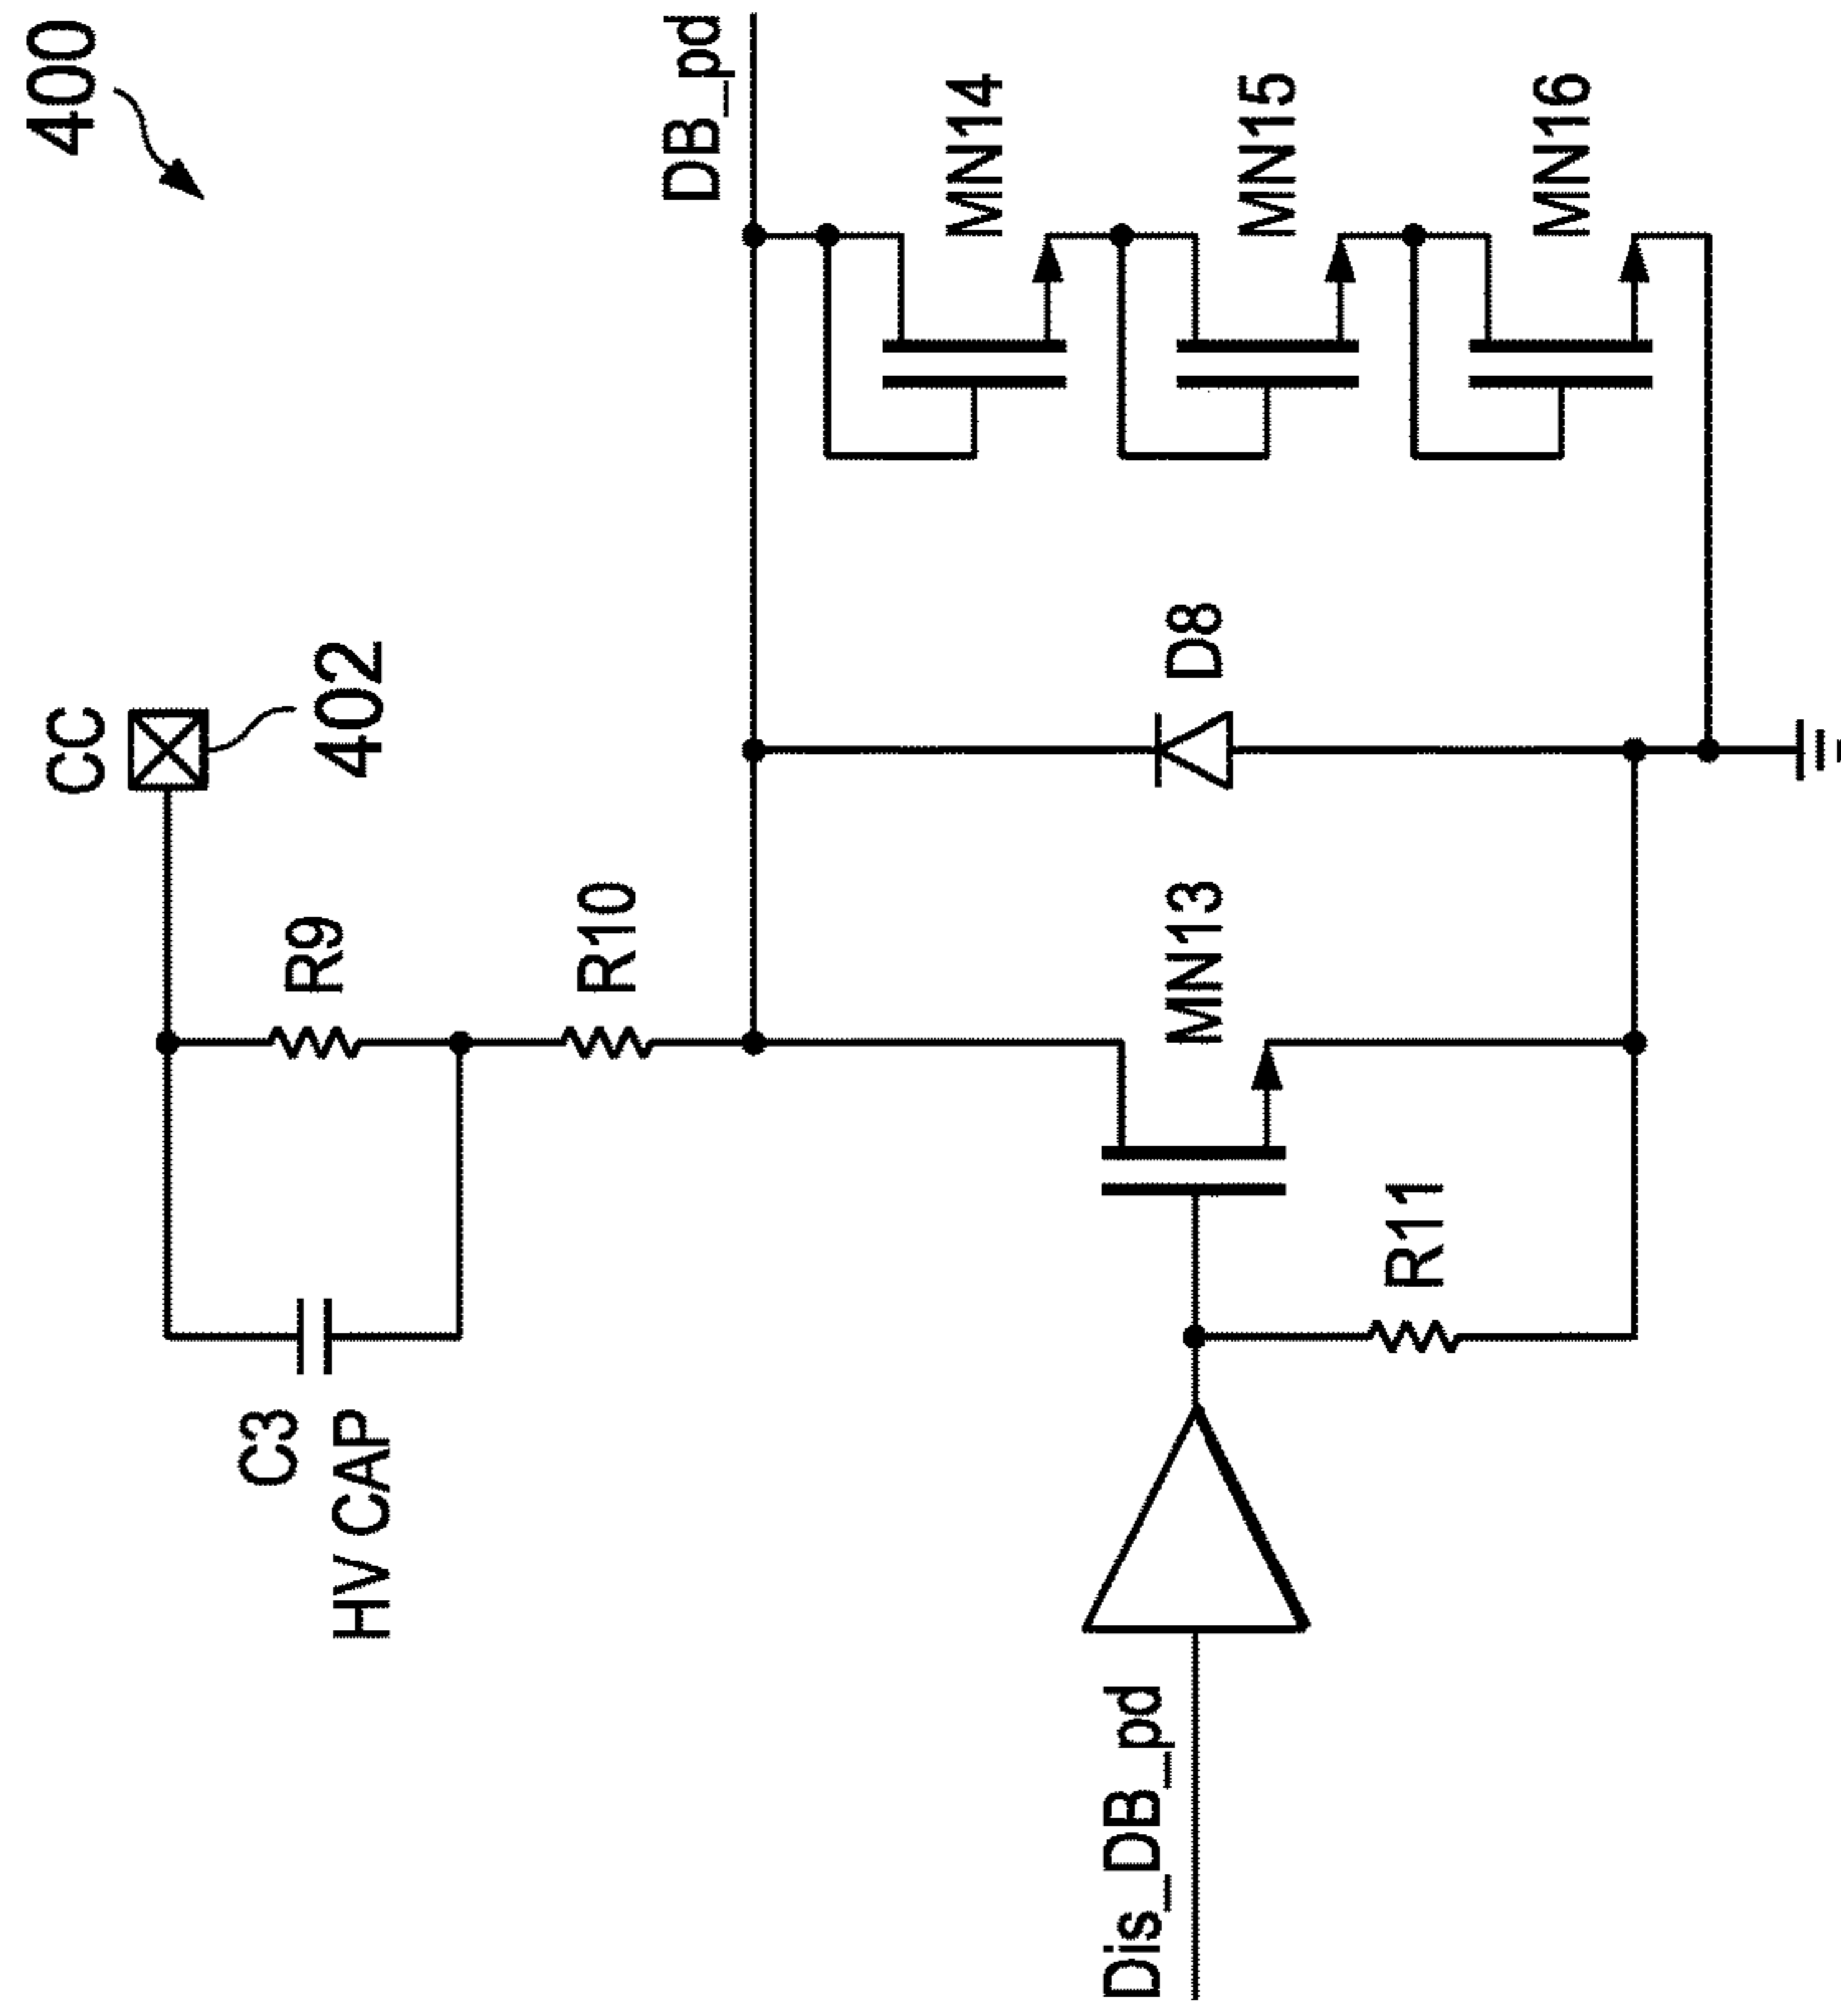 400
CC
402
C3
HV CAP
R9
R10
DB_pd
MN14
Dis_DB_pd
MN13
D8
MN15
R11
MN16